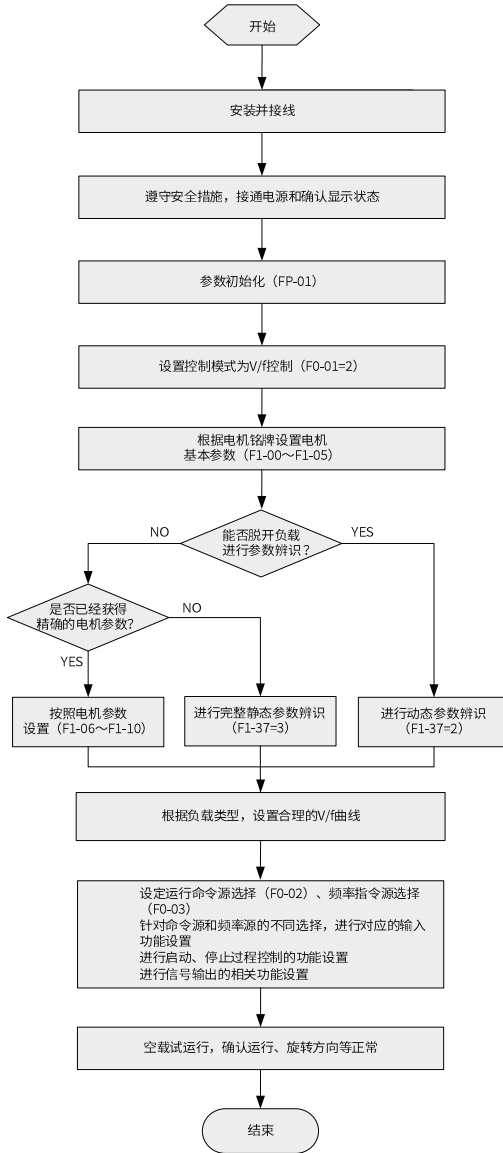 开始
安装并接线
遵守安全措施，接通电源和确认显示状态
参数初始化（FP-01）
设置控制模式为V/f控制（F0-01=2）
根据电机铭牌设置电机
基本参数（F1-00～F1-05）
能否脱开负载
进行参数辨识？
NO
YES
是否已经获得
精确的电机参数?
NO
YES
按照电机参数
设置（F1-06～F1-10）
进行完整静态参数辨识
（F1-37=3）
进行动态参数辨识
（F1-37=2）
根据负载类型，设置合理的V/f曲线
设定运行命令源选择（F0-02）、频率指令源选择
（F0-03）
针对命令源和频率源的不同选择，进行对应的输入
功能设置
进行启动、停止过程控制的功能设置
进行信号输出的相关功能设置
空载试运行，确认运行、旋转方向等正常
结束